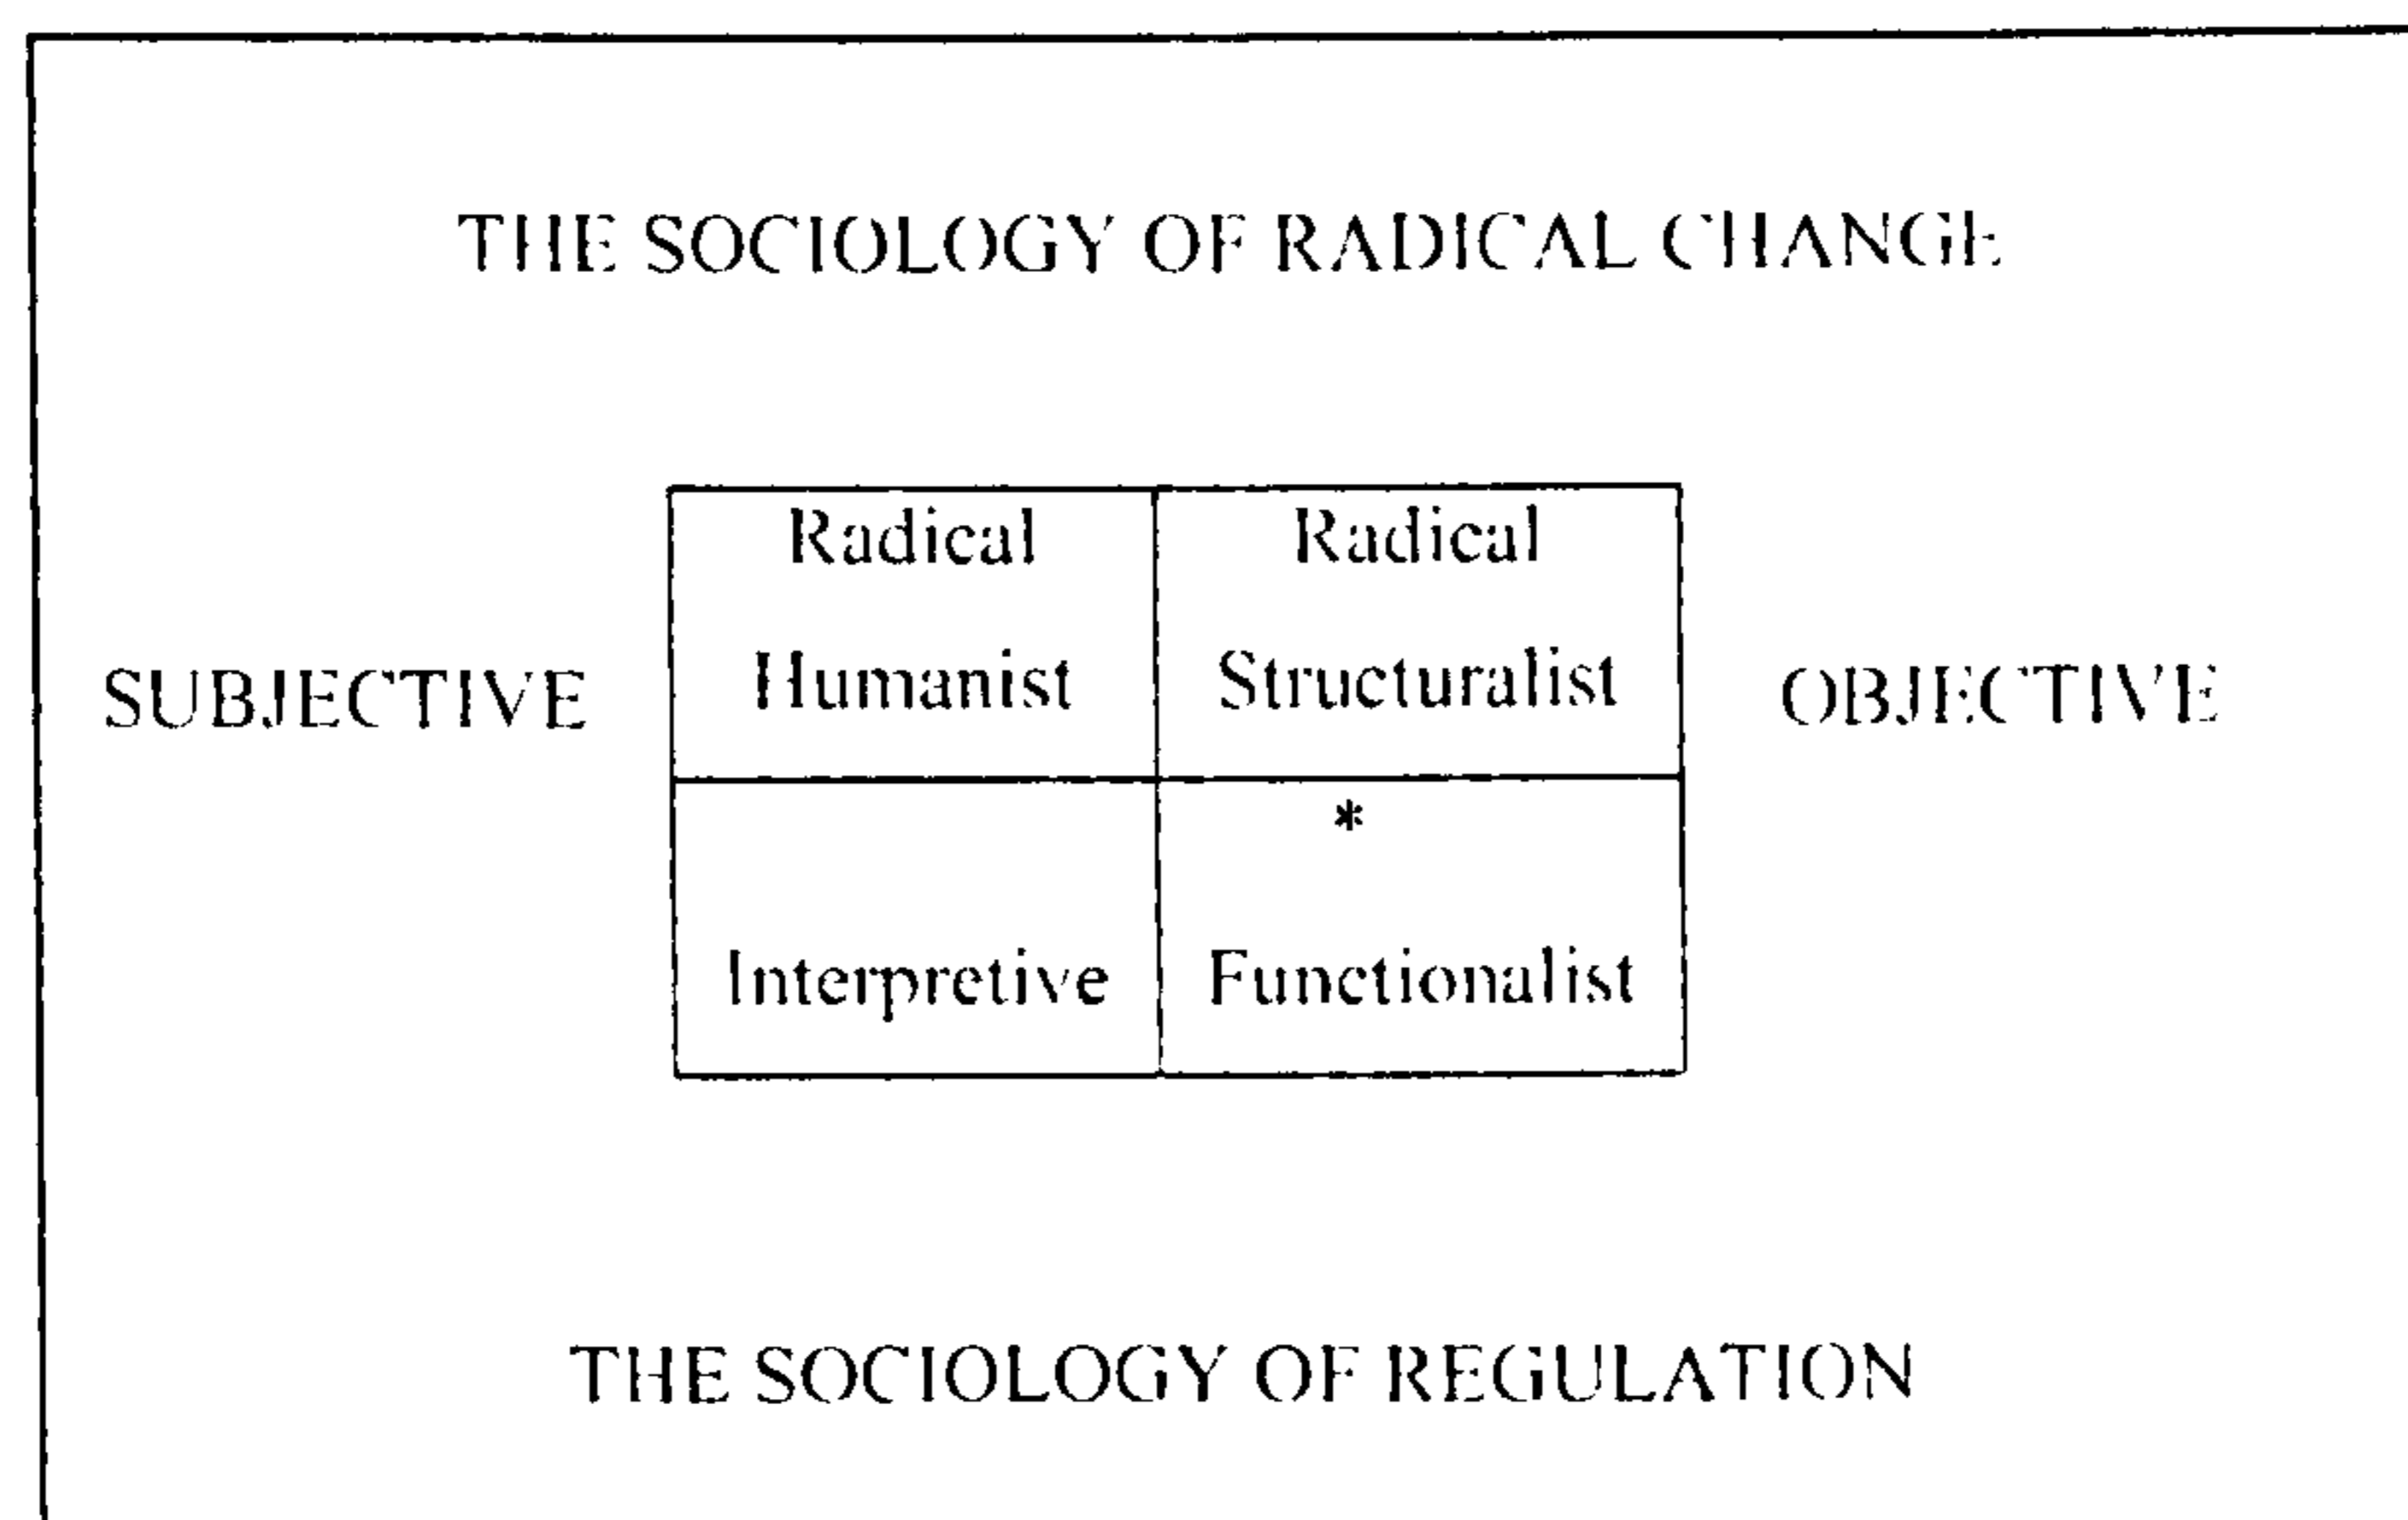 THE SOCIOLOGY OF RADICAL CHANGE
Radical Radical
SUBJECTIVE Humanist Structuralist OBJECTIVE
*
Interpretive Functionalist
THE SOCIOLOGY OF REGULATION